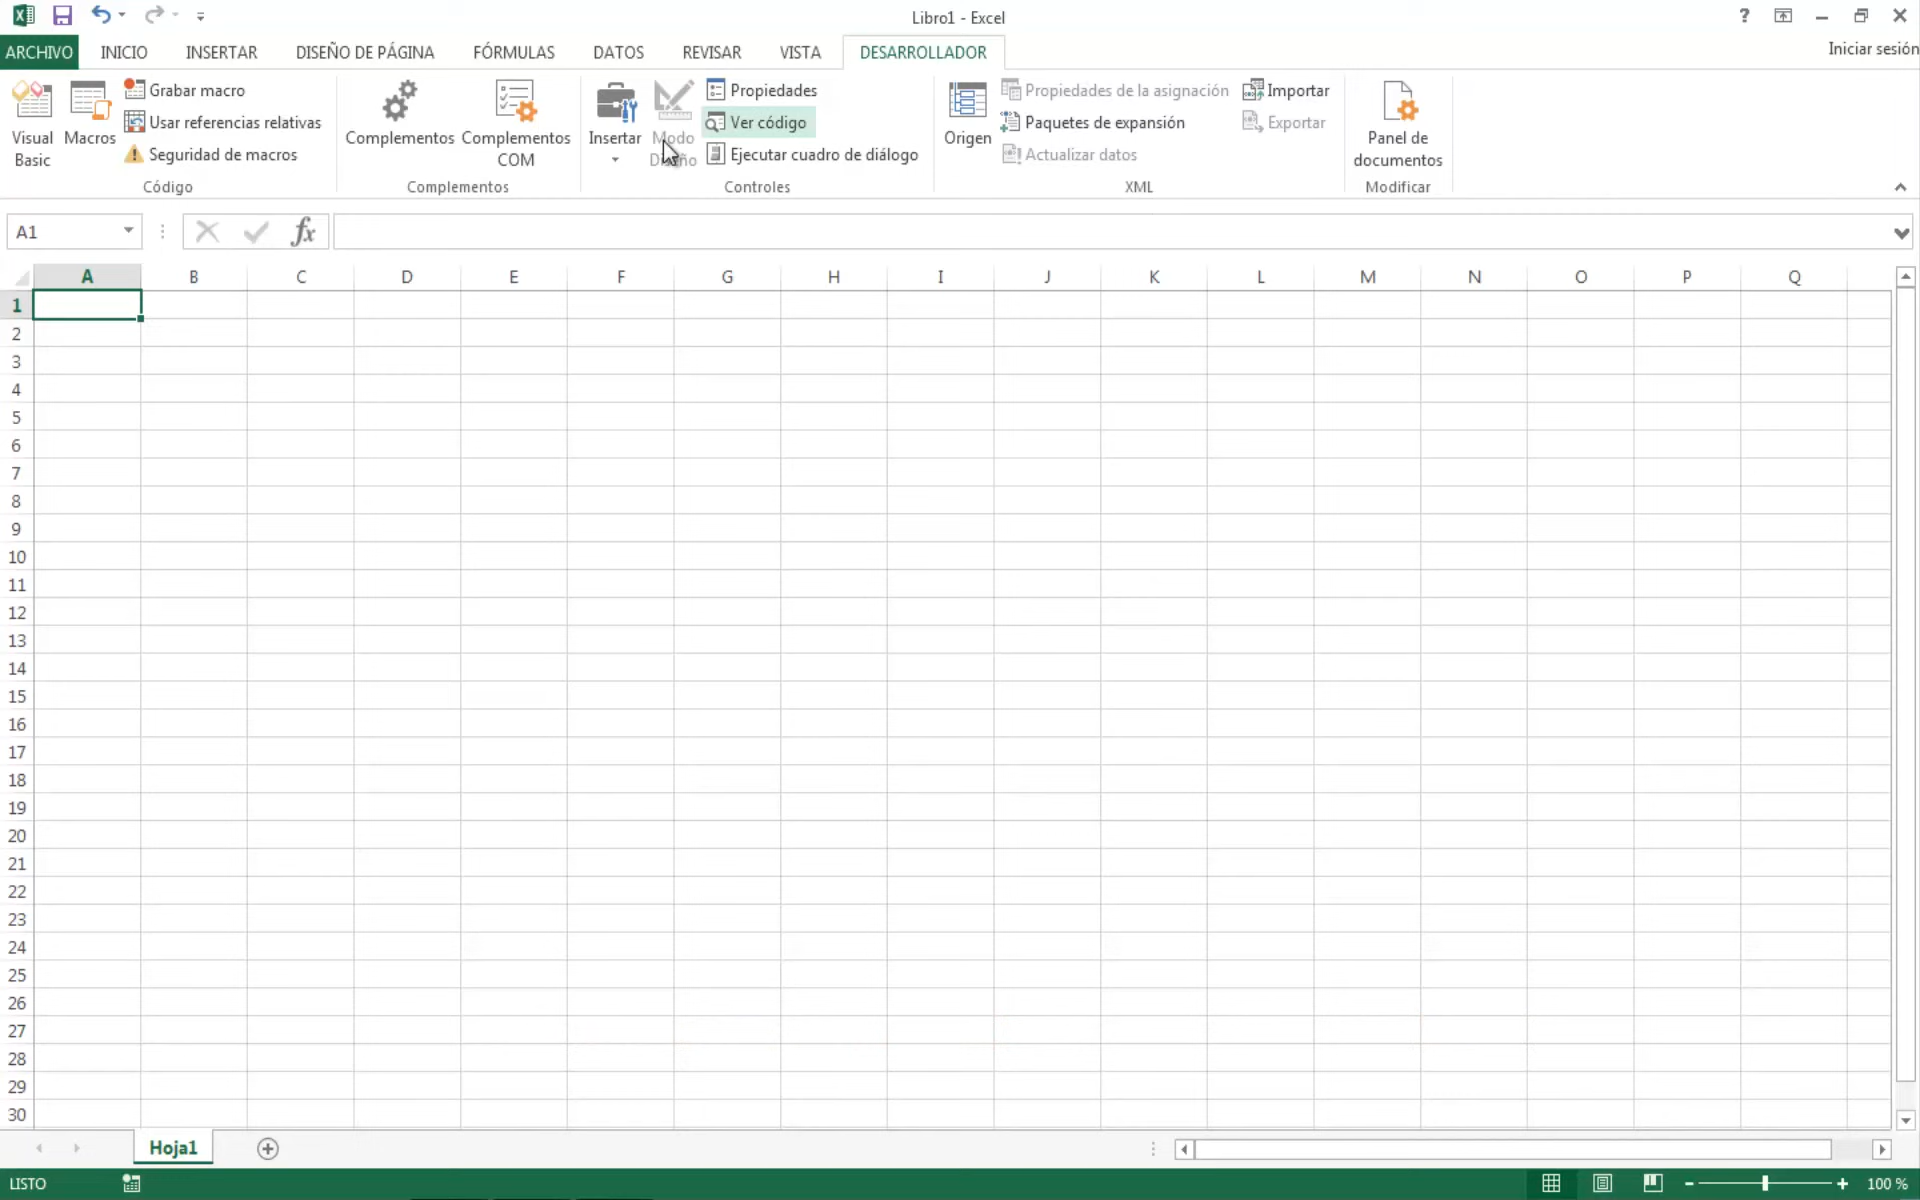 Libro1 - Excel
?
ARCHIVO INICIO INSERTAR DISEÑO DE PÁGINA FÓRMULAS DATOS REVISAR VISTA DESARROLLADOR
Iniciar sesión
Visual Basic
Macros
Grabar macro
Usar referencias relativas
Seguridad de macros
Código
Complementos
Complementos COM
Complementos
Insertar
Modo
Propiedades
Ver código
Ejecutar cuadro de diálogo
Controles
Origen
Propiedades de la asignación
Paquetes de expansión
Actualizar datos
Importar
Exportar
XML
Panel de documentos
Modificar
A1
fx
A B C D E F G H I J K L M N O P Q
1
2
3
4
5
6
7
8
9
10
11
12
13
14
15
16
17
18
19
20
21
22
23
24
25
26
27
28
29
30
Hoja1
LISTO
100 %